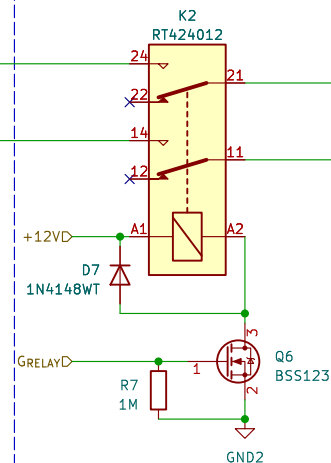 K2
RT424012
24
21
22
14
11
12
+12V
A1
A2
D7
1N4148WT
3
GRELAY
1
Q6
BSS123
R7
1M
2
GND2